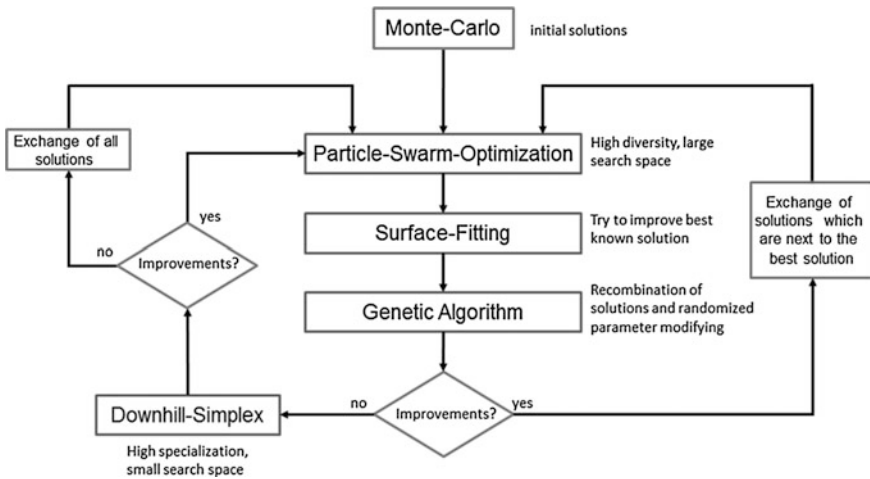 Monte-Carlo
initial solutions
Exchange of all
solutions
Particle-Swarm-Optimization
High diversity, large
search space
yes
no
Improvements?
Surface-Fitting
Try to improve best
known solution
Exchange of
solutions which
are next to the
best solution
Genetic Algorithm
Recombination of
solutions and randomized
parameter modifying
Downhill-Simplex
no
Improvements?
yes
High specialization,
small search space